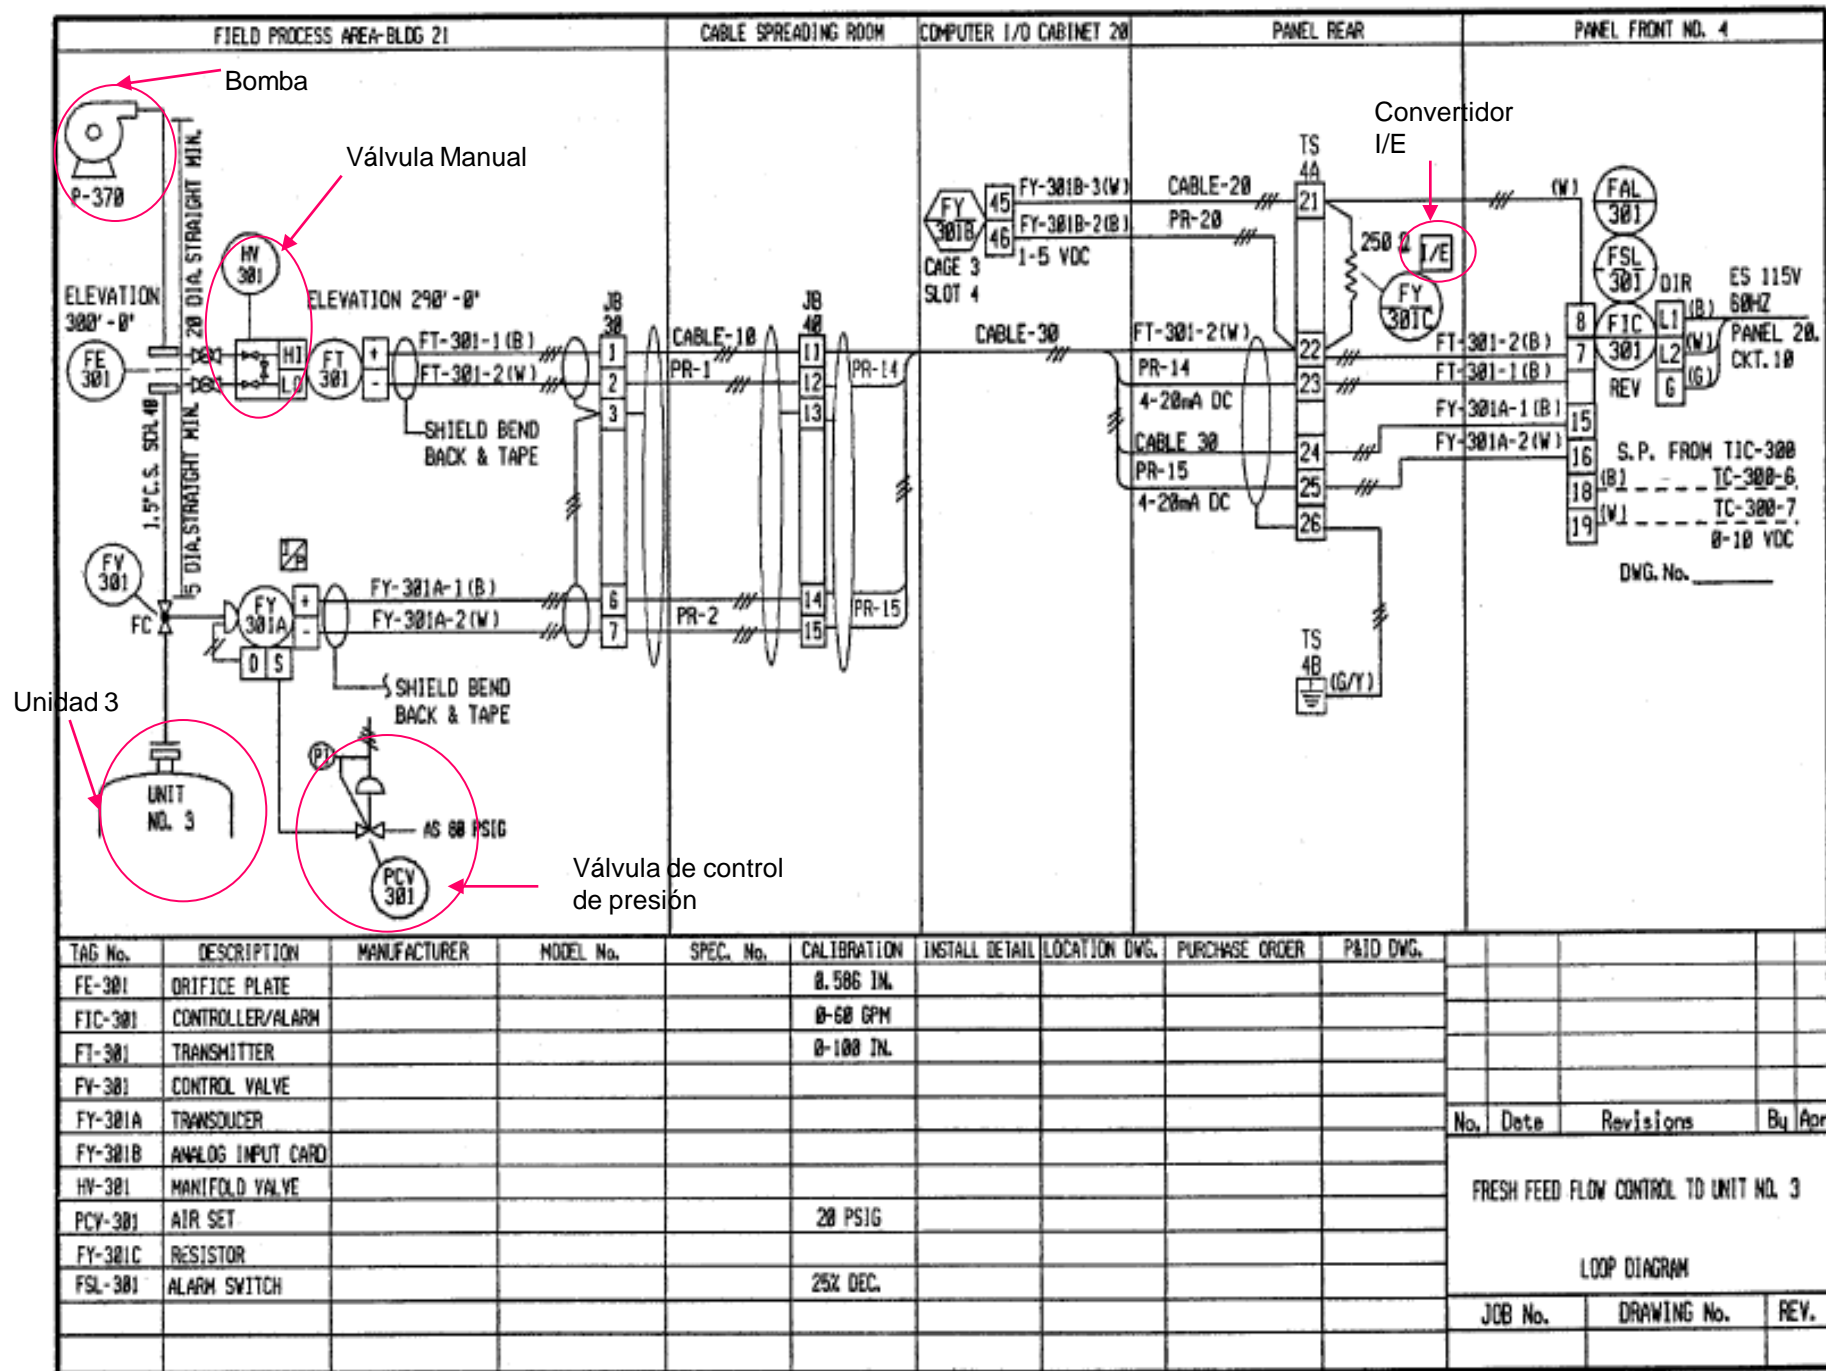 FIELD PROCESS AREA-BLDG 21
CABLE SPREADING ROOM
COMPUTER I/O CABINET 20
PANEL REAR
PANEL FRONT NO. 4
Bomba
P-370
20 DIA. STRAIGHT MIN.
Válvula Manual
HV
301
ELEVATION
300'-0"
ELEVATION 290'-0"
FE
301
HI
LO
FT
301
+
-
FT-301-1(B)
FT-301-2(W)
SHIELD BEND
BACK & TAPE
1.5"C.S. SCH.40
5 DIA.STRAIGHT MIN.
FV
301
FC
I/P
FY
301A
+
-
O S
FY-301A-1(B)
FY-301A-2(W)
SHIELD BEND
BACK & TAPE
Unidad 3
UNIT
NO. 3
PI
AS 80 PSIG
PCV
301
Válvula de control
de presión
JB
30
1
2
3
6
7
CABLE-10
PR-1
PR-2
JB
40
11
12
13
14
15
PR-14
PR-15
FY
301B
45
46
CAGE 3
SLOT 4
FY-301B-3(W)
FY-301B-2(B)
1-5 VDC
CABLE-30
CABLE-20
PR-20
FT-301-2(W)
PR-14
4-20mA DC
CABLE 30
PR-15
4-20mA DC
TS
4A
21
22
23
24
25
26
250 Ω
Convertidor
I/E
I/E
FY
301C
TS
4B
(G/Y)
(W)
FT-301-2(B)
FT-301-1(B)
FY-301A-1(B)
FY-301A-2(W)
FAL
301
FSL
301
FIC
301
DIR
REV
8
7
15
16
18
19
L1
L2
G
(B)
(W)
(G)
ES 115V
60HZ
PANEL 20.
CKT.10
S.P. FROM TIC-300
(B)
TC-300-6
(W)
TC-300-7
0-10 VDC
DWG. No.
TAG No. DESCRIPTION MANUFACTURER MODEL No. SPEC. No. CALIBRATION INSTALL DETAIL LOCATION DWG. PURCHASE ORDER P&ID DWG.
FE-301 ORIFICE PLATE 0.586 IN.
FIC-301 CONTROLLER/ALARM 0-60 GPM
FT-301 TRANSMITTER 0-100 IN.
FV-301 CONTROL VALVE
FY-301A TRANSDUCER
FY-301B ANALOG INPUT CARD
HV-301 MANIFOLD VALVE
PCV-301 AIR SET 20 PSIG
FY-301C RESISTOR
FSL-301 ALARM SWITCH 25% DEC.
No. Date Revisions By Apr
FRESH FEED FLOW CONTROL TO UNIT NO. 3
LOOP DIAGRAM
JOB No. DRAWING No. REV.